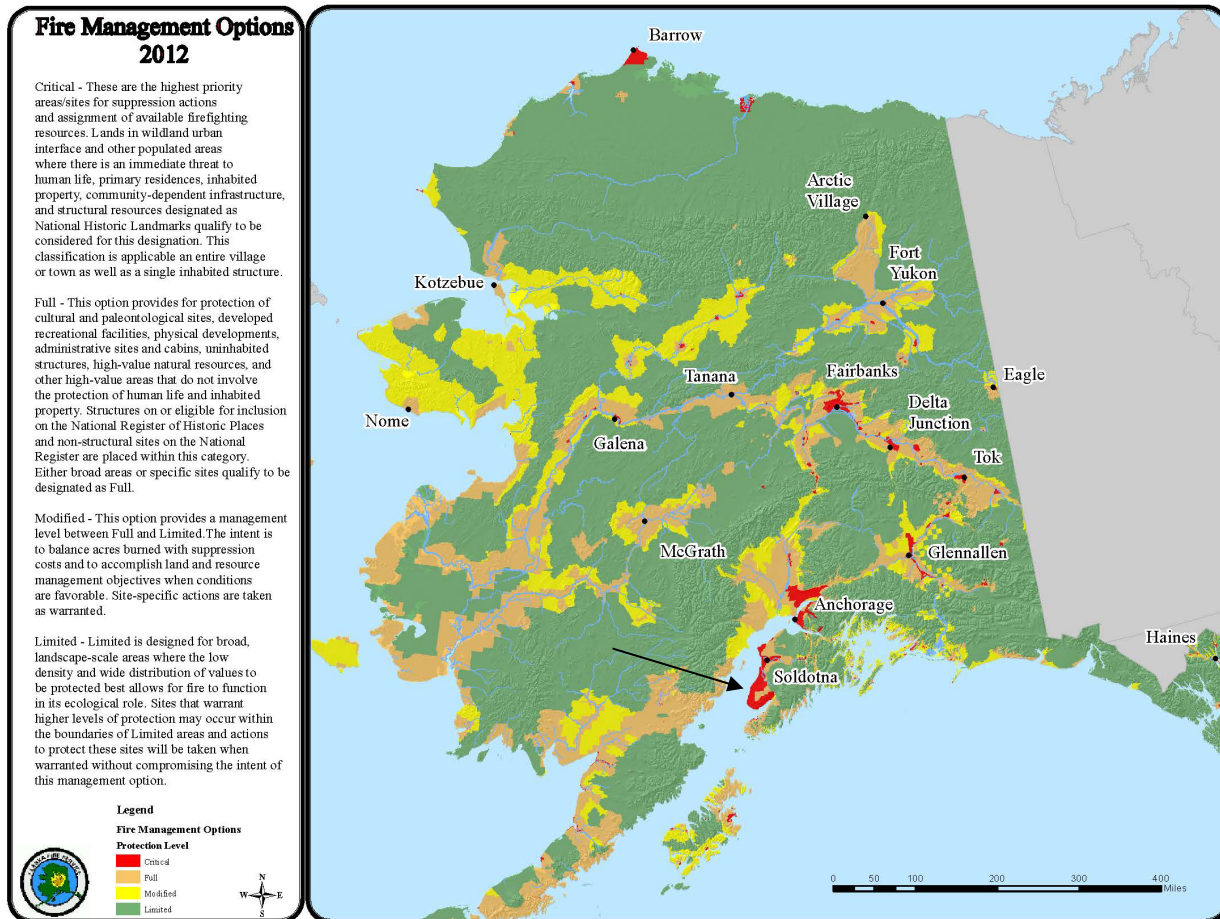 Fire Management Options
2012
Critical - These are the highest priority
areas/sites for suppression actions
and assignment of available firefighting
resources. Lands in wildland urban
interface and other populated areas
where there is an immediate threat to
human life, primary residences, inhabited
property, community-dependent infrastructure,
and structural resources designated as
National Historic Landmarks qualify to be
considered for this designation. This
classification is applicable an entire village
or town as well as a single inhabited structure.
Full - This option provides for protection of
cultural and paleontological sites, developed
recreational facilities, physical developments,
administrative sites and cabins, uninhabited
structures, high-value natural resources, and
other high-value areas that do not involve
the protection of human life and inhabited
property. Structures on or eligible for inclusion
on the National Register of Historic Places
and non-structural sites on the National
Register are placed within this category.
Either broad areas or specific sites qualify to be
designated as Full.
Modified - This option provides a management
level between Full and Limited.The intent is
to balance acres burned with suppression
costs and to accomplish land and resource
management objectives when conditions
are favorable. Site-specific actions are taken
as warranted.
Limited - Limited is designed for broad,
landscape-scale areas where the low
density and wide distribution of values to
be protected best allows for fire to function
in its ecological role. Sites that warrant
higher levels of protection may occur within
the boundaries of Limited areas and actions
to protect these sites will be taken when
warranted without compromising the intent of
this management option.
Legend
Fire Management Options
Protection Level
Critical
Full
Modified
Limited
N
W E
S
Barrow
Arctic
Village
Fort
Yukon
Kotzebue
Eagle
Fairbanks
Tanana
Nome
Galena
Delta
Junction
Tok
McGrath
Glennallen
Anchorage
Haines
Soldotna
0 50 100 200 300 400
Miles